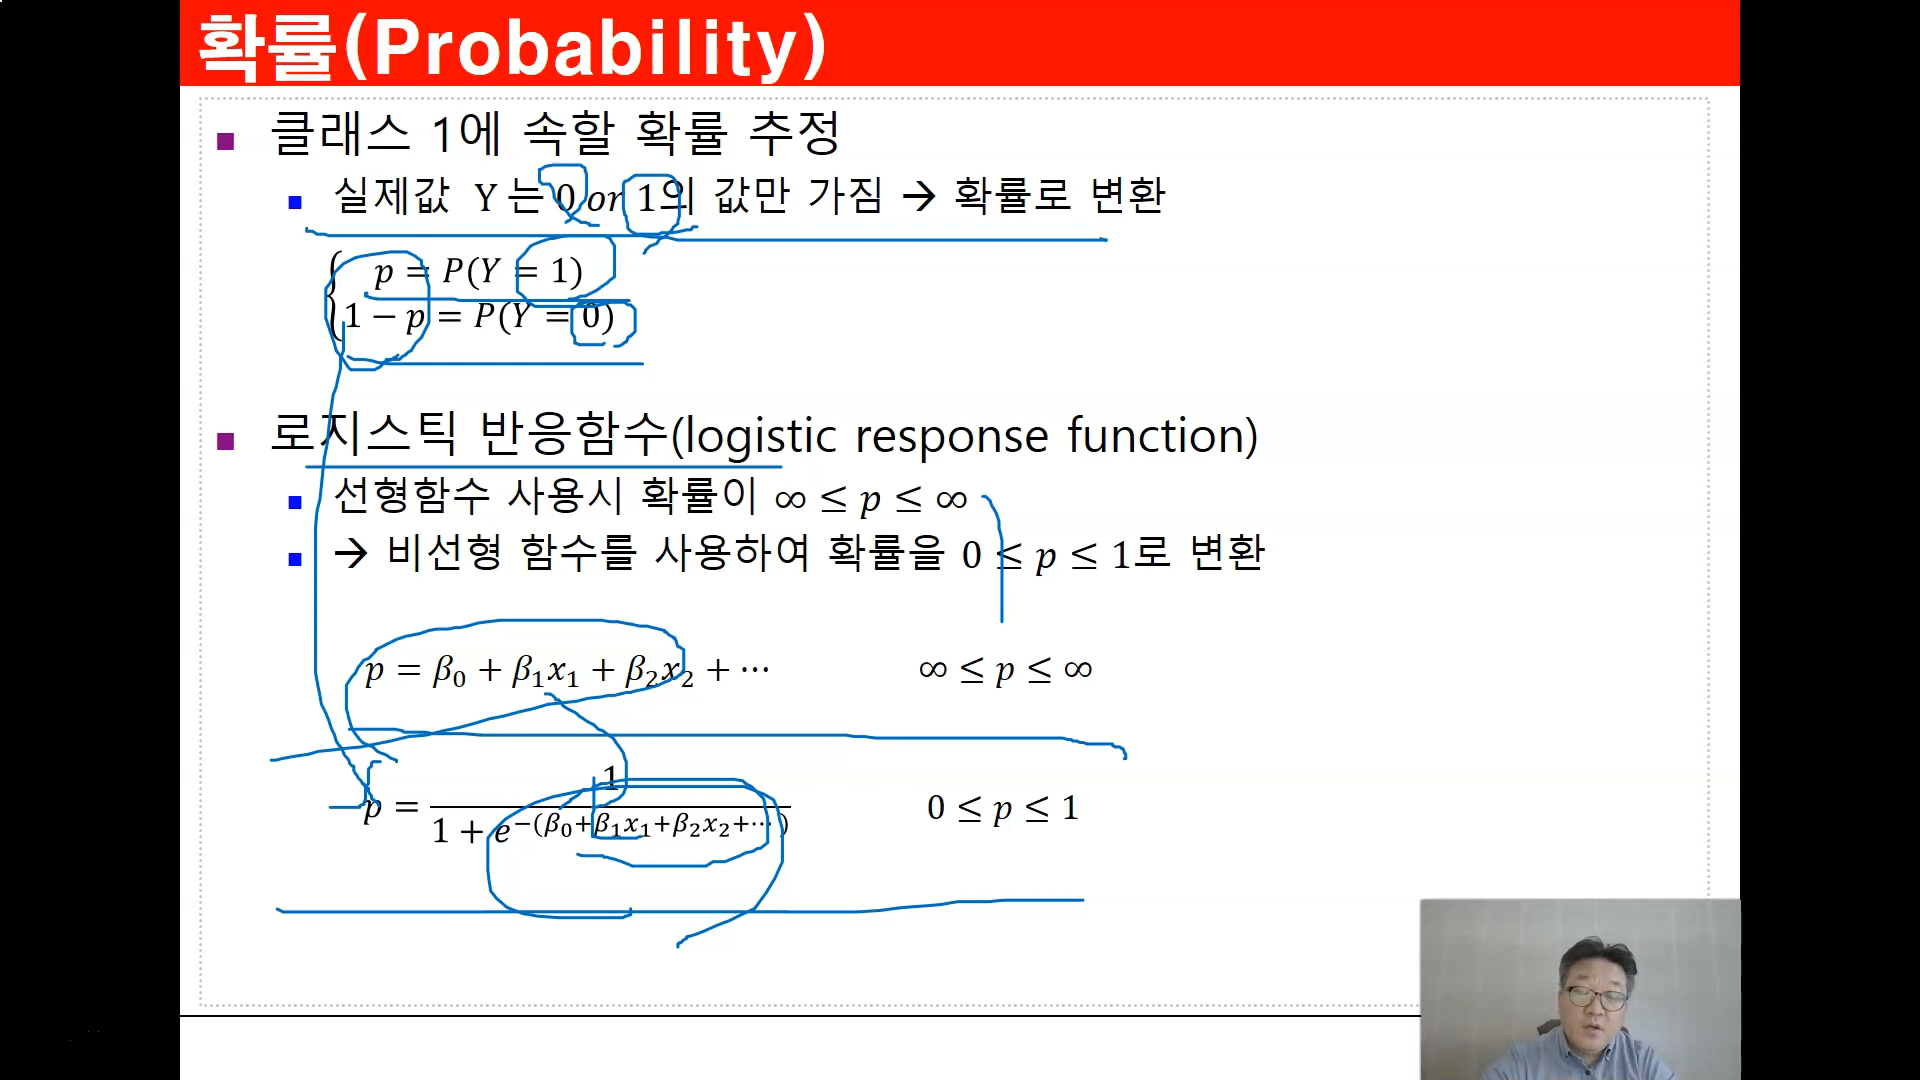 확률(Probability)
클래스 1에 속할 확률 추정
실제값 Y 는 0 or 1의 값만 가짐 → 확률로 변환
p = P(Y = 1)
1 − p = P(Y = 0)
로지스틱 반응함수(logistic response function)
선형함수 사용시 확률이 ∞ ≤ p ≤ ∞
→ 비선형 함수를 사용하여 확률을 0 ≤ p ≤ 1로 변환
p = β₀ + β₁x₁ + β₂x₂ + ⋯ ∞ ≤ p ≤ ∞
p = 1 / (1 + e^−(β₀+β₁x₁+β₂x₂+⋯ )) 0 ≤ p ≤ 1